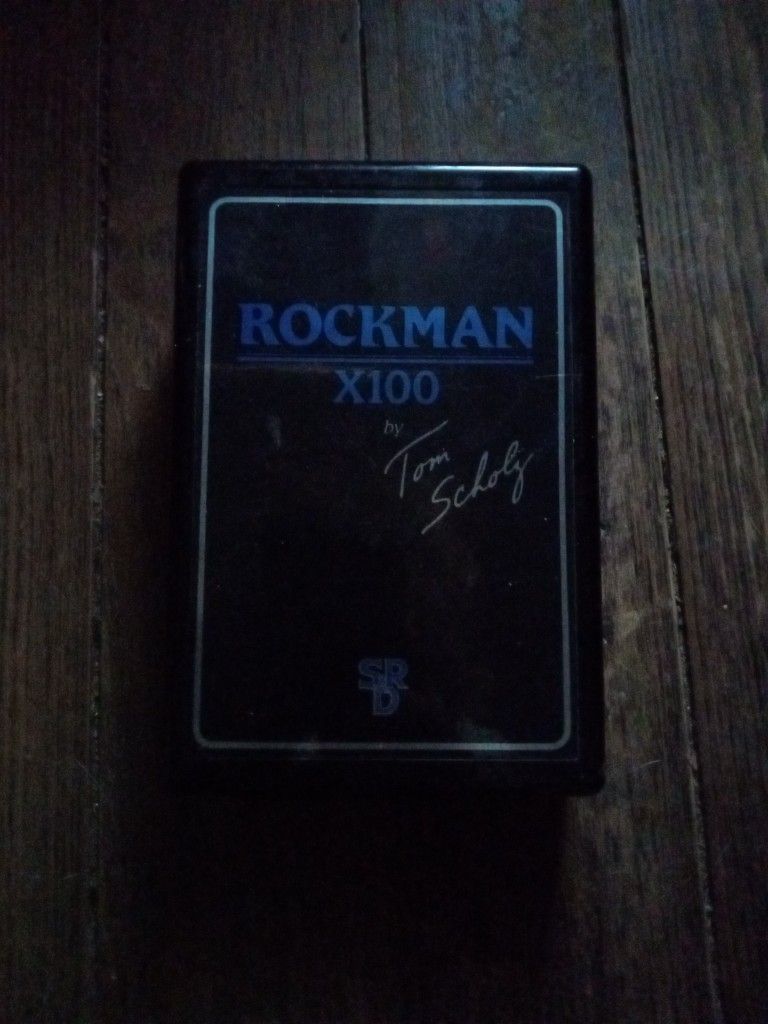 ROCKMAN
X100
by
Tom
Scholz
SR
D